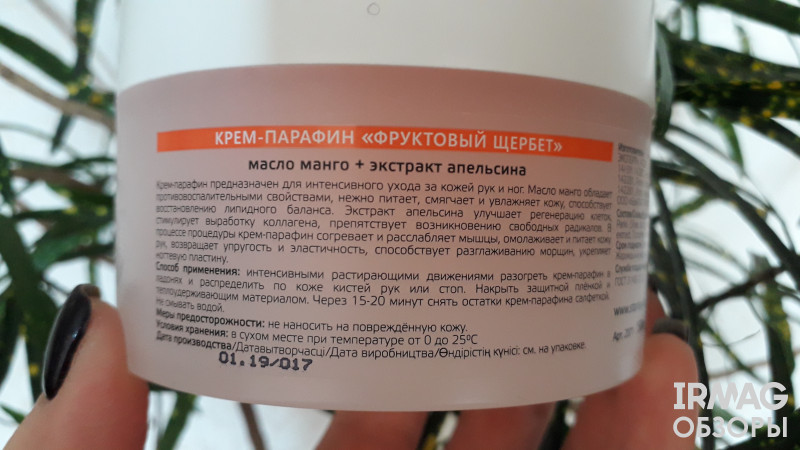 КРЕМ-ПАРАФИН «ФРУКТОВЫЙ ЩЕРБЕТ»
масло манго + экстракт апельсина
Крем-парафин предназначен для интенсивного ухода за кожей рук и ног. Масло манго обладает
противовоспалительными свойствами, нежно питает, смягчает и увлажняет кожу, способствует
восстановлению липидного баланса. Экстракт апельсина улучшает регенерацию клеток,
стимулирует выработку коллагена, препятствует возникновению свободных радикалов. В
процессе процедуры крем-парафин согревает и расслабляет мышцы, омолаживает и питает кожу
рук, возвращает упругость и эластичность, способствует разглаживанию морщин, укрепляет
ногтевую пластину.
Способ применения: интенсивными растирающими движениями разогреть крем-парафин в
ладонях и распределить по коже кистей рук или стоп. Накрыть защитной плёнкой и
теплоудерживающим материалом. Через 15-20 минут снять остатки крем-парафина салфеткой,
не смывать водой.
Меры предосторожности: не наносить на повреждённую кожу.
Условия хранения: в сухом месте при температуре от 0 до 25ºС
Дата производства/Датавытворчасці/Дата виробництва/Өндірістің күнісі: см. на упаковке.
01.19/017
IRMAG
ОБЗОРЫ